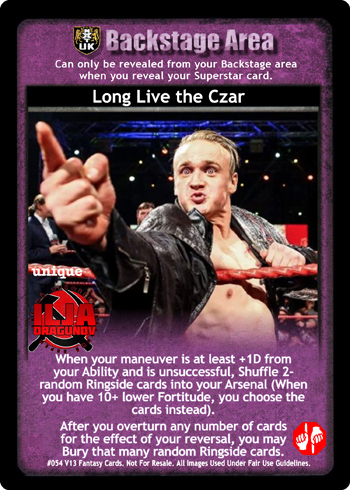 UK
Backstage Area
Can only be revealed from your Backstage area
when you reveal your Superstar card.
Long Live the Czar
unique
ILJA
DRAGUNOV
When your maneuver is at least +1D from
your Ability and is unsuccessful, Shuffle 2-
random Ringside cards into your Arsenal (When
you have 10+ lower Fortitude, you choose the
cards instead).
After you overturn any number of cards
for the effect of your reversal, you may
Bury that many random Ringside cards.
#054 V13 Fantasy Cards. Not For Resale. All Images Used Under Fair Use Guidelines.